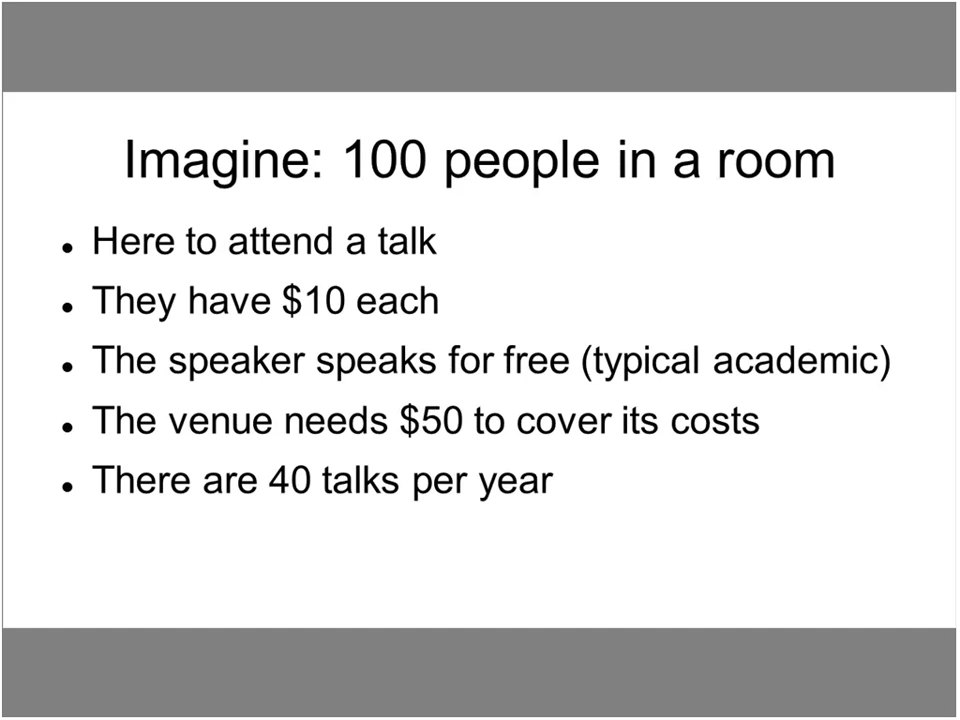 Imagine: 100 people in a room
Here to attend a talk
They have $10 each
The speaker speaks for free (typical academic)
The venue needs $50 to cover its costs
There are 40 talks per year